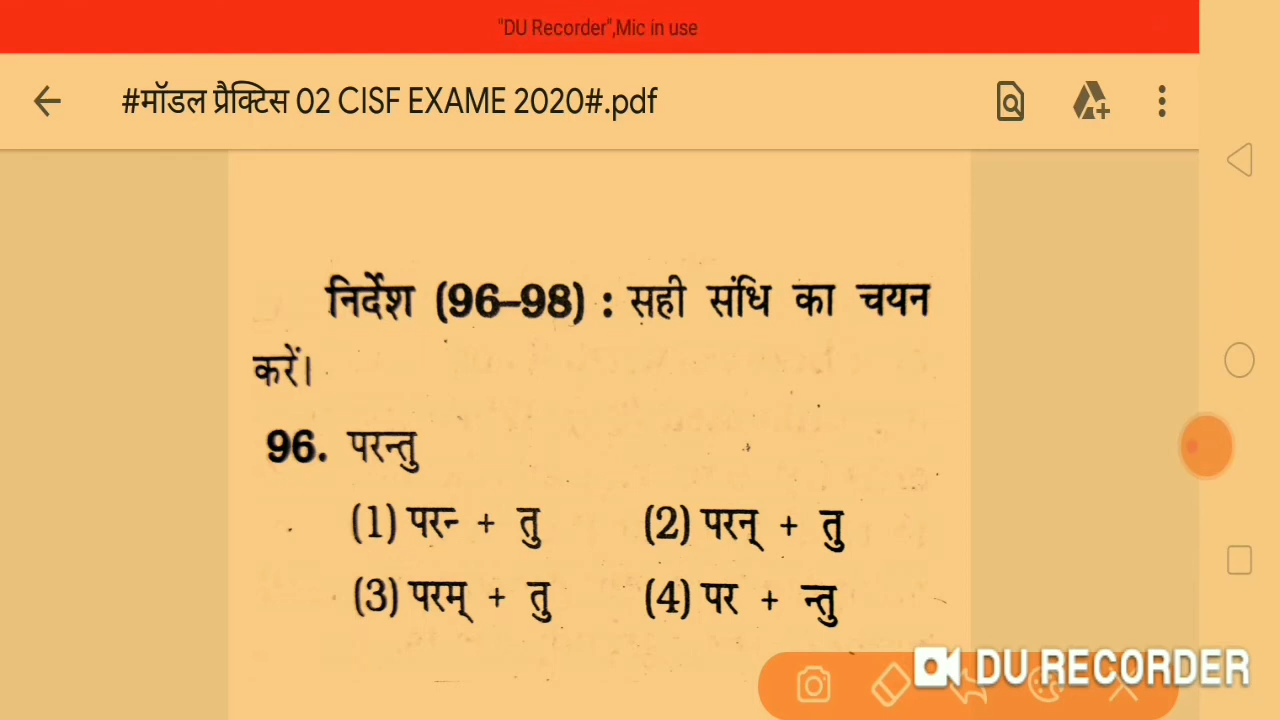 "DU Recorder",Mic in use
#मॉडल प्रैक्टिस 02 CISF EXAME 2020#.pdf
निर्देश (96–98) : सही संधि का चयन
करें।
96. परन्तु
(1) परन्‍ + तु (2) परन् + तु
(3) परम् + तु (4) पर + न्तु
DU RECORDER